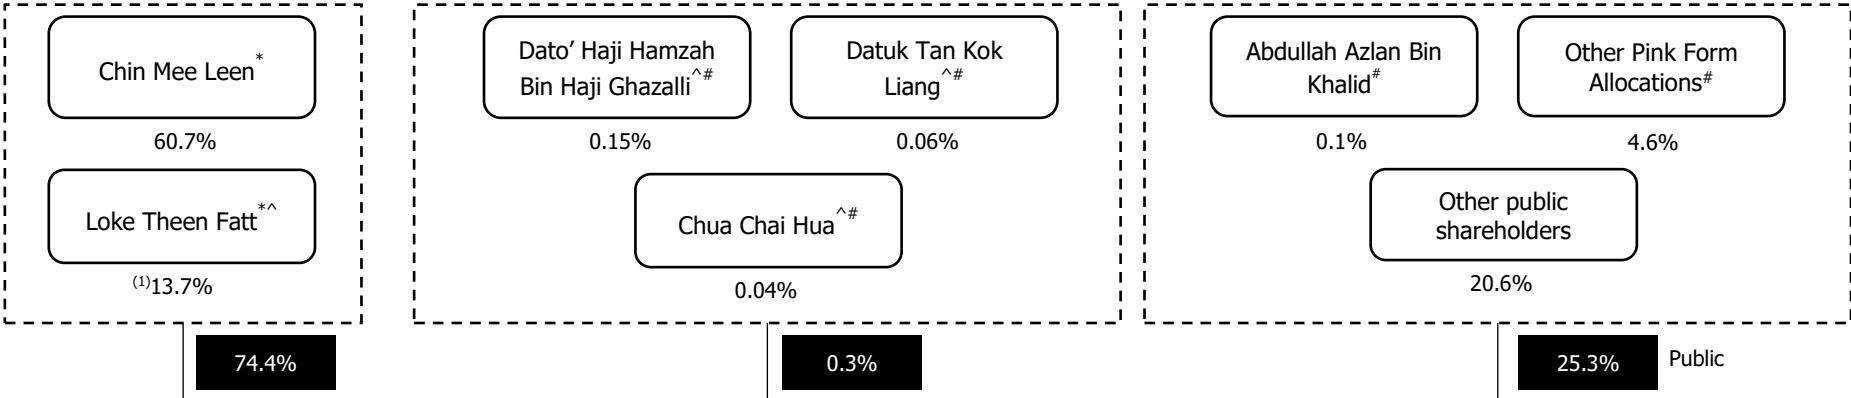 Chin Mee Leen*
60.7%
Loke Theen Fatt*^
(1)13.7%
74.4%
Dato’ Haji Hamzah
Bin Haji Ghazalli^#
0.15%
Datuk Tan Kok
Liang^#
0.06%
Chua Chai Hua^#
0.04%
0.3%
Abdullah Azlan Bin
Khalid#
0.1%
Other Pink Form
Allocations#
4.6%
Other public
shareholders
20.6%
25.3%
Public